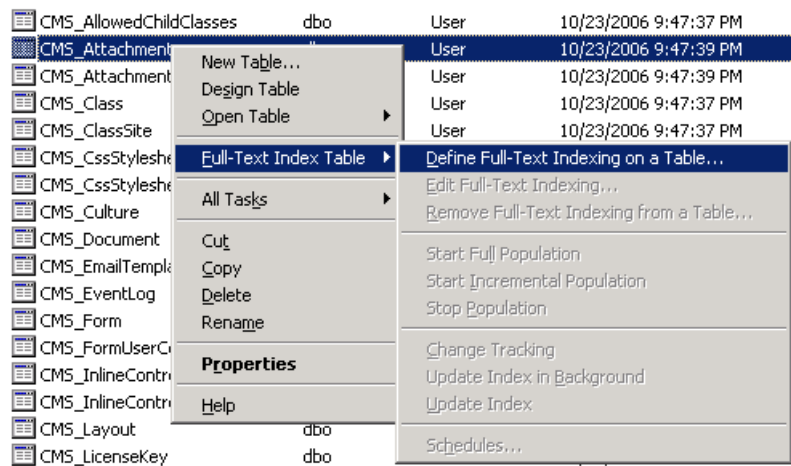 CMS_AllowedChildClasses dbo User 10/23/2006 9:47:37 PM
CMS_Attachment User 10/23/2006 9:47:39 PM
CMS_Attachment User 10/23/2006 9:47:39 PM
CMS_Class User 10/23/2006 9:47:37 PM
CMS_ClassSite User 10/23/2006 9:47:37 PM
CMS_CssStyleshe
CMS_CssStyleshe
CMS_Culture
CMS_Document
CMS_EmailTempla
CMS_EventLog
CMS_Form
CMS_FormUserCo
CMS_InlineContro
CMS_InlineContro
CMS_Layout dbo
CMS_LicenseKey dbo
New Table...
Design Table
Open Table
Full-Text Index Table
All Tasks
Cut
Copy
Delete
Rename
Properties
Help
Define Full-Text Indexing on a Table...
Edit Full-Text Indexing...
Remove Full-Text Indexing from a Table...
Start Full Population
Start Incremental Population
Stop Population
Change Tracking
Update Index in Background
Update Index
Schedules...